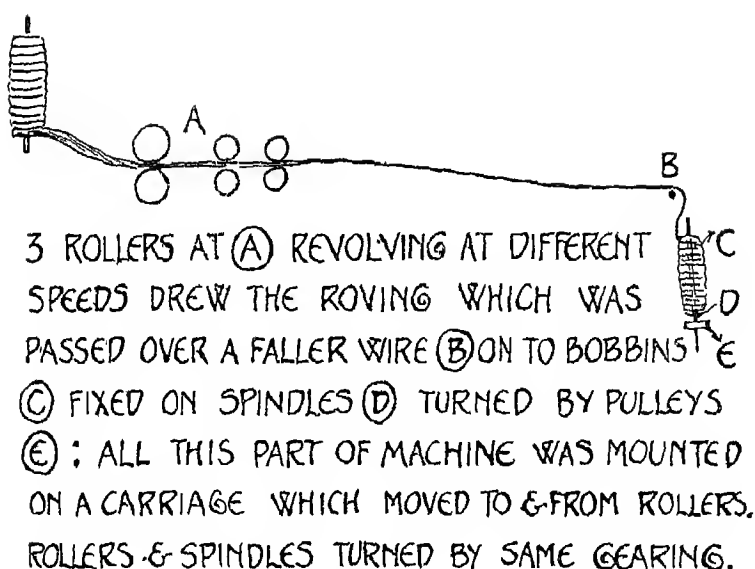 A
B
3 ROLLERS AT Ⓐ REVOLVING AT DIFFERENT
C
SPEEDS DREW THE ROVING WHICH WAS
D
PASSED OVER A FALLER WIRE Ⓑ ON TO BOBBINS
E
Ⓒ FIXED ON SPINDLES Ⓓ TURNED BY PULLEYS
Ⓔ : ALL THIS PART OF MACHINE WAS MOUNTED
ON A CARRIAGE WHICH MOVED TO & FROM ROLLERS.
ROLLERS & SPINDLES TURNED BY SAME GEARING.